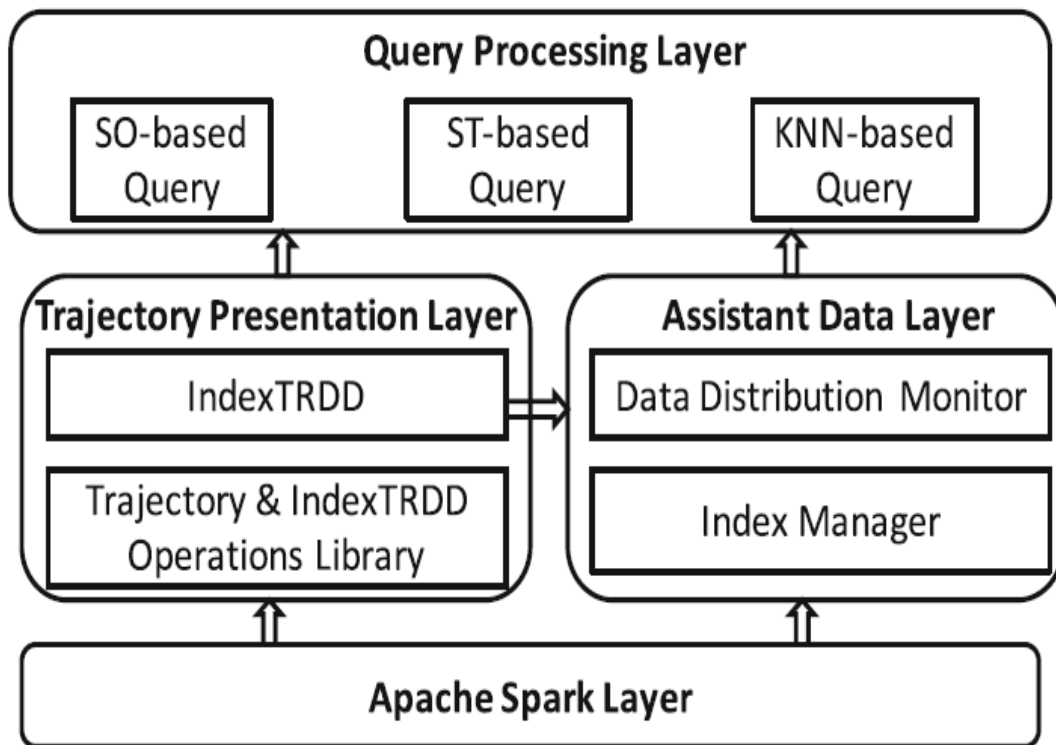 Query Processing Layer
SO-based
Query
ST-based
Query
KNN-based
Query
Trajectory Presentation Layer
IndexTRDD
Trajectory & IndexTRDD
Operations Library
Assistant Data Layer
Data Distribution Monitor
Index Manager
Apache Spark Layer